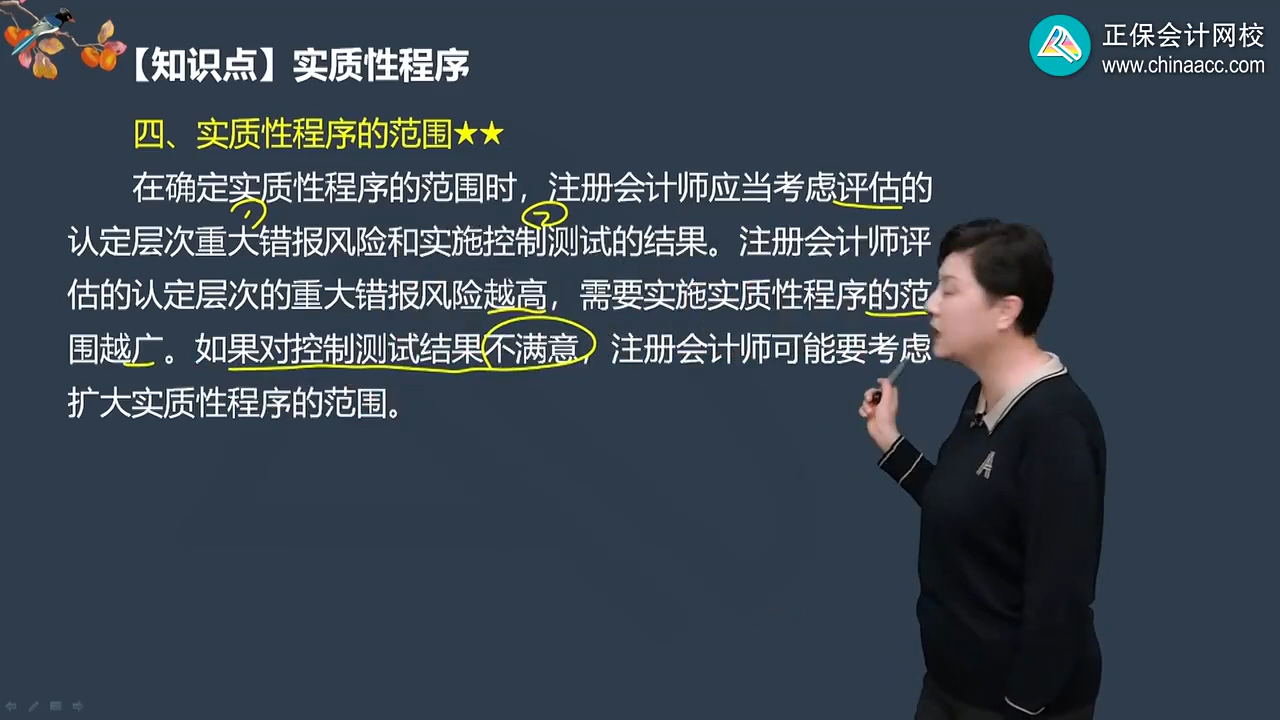 正保会计网校
www.chinaacc.com
【知识点】实质性程序
四、实质性程序的范围★★
在确定实质性程序的范围时，注册会计师应当考虑评估的
1 2
认定层次重大错报风险和实施控制测试的结果。注册会计师评
估的认定层次的重大错报风险越高，需要实施实质性程序的范
围越广。如果对控制测试结果不满意，注册会计师可能要考虑
扩大实质性程序的范围。
A